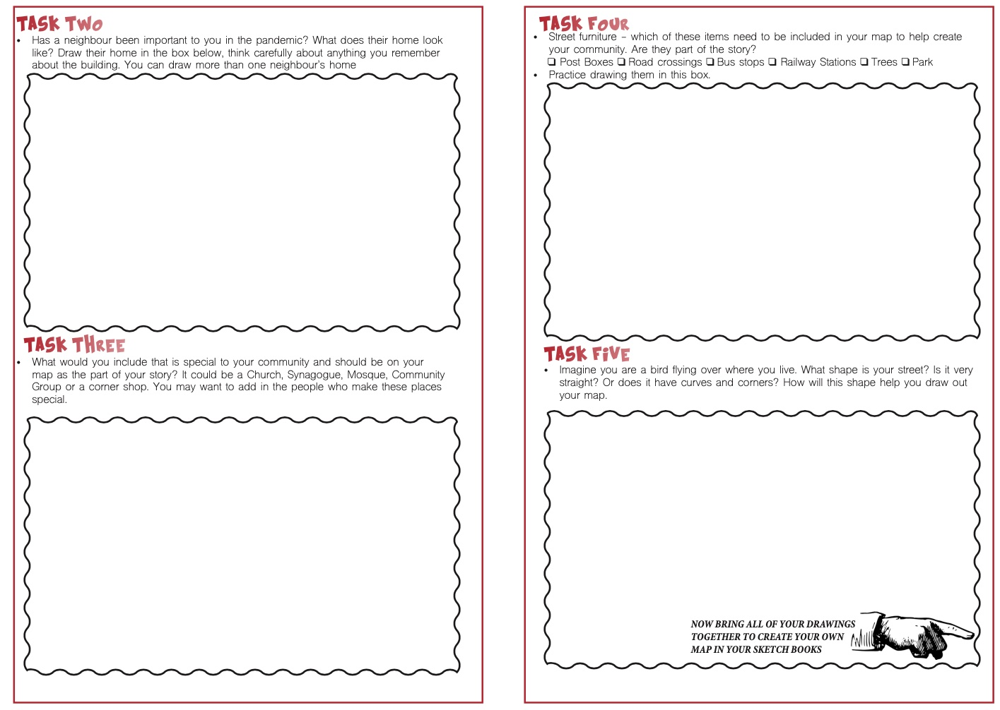 TASK TWO
• Has a neighbour been important to you in the pandemic? What does their home look
like? Draw their home in the box below, think carefully about anything you remember
about the building. You can draw more than one neighbour's home
TASK THREE
• What would you include that is special to your community and should be on your
map as the part of your story? It could be a Church, Synagogue, Mosque, Community
Group or a corner shop. You may want to add in the people who make these places
special.
TASK FOUR
• Street furniture – which of these items need to be included in your map to help create
your community. Are they part of the story?
❑ Post Boxes ❑ Road crossings ❑ Bus stops ❑ Railway Stations ❑ Trees ❑ Park
• Practice drawing them in this box.
TASK FIVE
• Imagine you are a bird flying over where you live. What shape is your street? Is it very
straight? Or does it have curves and corners? How will this shape help you draw out
your map.
NOW BRING ALL OF YOUR DRAWINGS
TOGETHER TO CREATE YOUR OWN
MAP IN YOUR SKETCH BOOKS